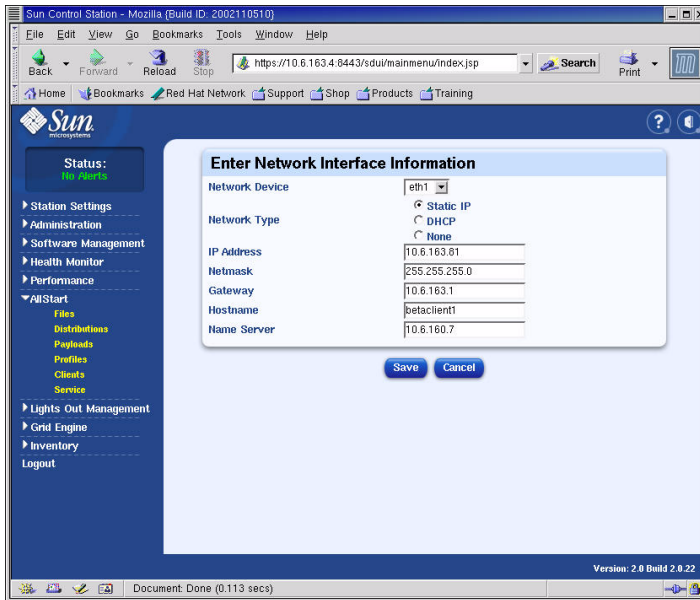 Sun Control Station - Mozilla {Build ID: 2002110510}
File Edit View Go Bookmarks Tools Window Help
Back Forward Reload Stop https://10.6.163.4:8443/sdui/mainmenu/index.jsp Search Print
Home Bookmarks Red Hat Network Support Shop Products Training
Sun
microsystems
?
Status:
No Alerts
Station Settings
Administration
Software Management
Health Monitor
Performance
AllStart
Files
Distributions
Payloads
Profiles
Clients
Service
Lights Out Management
Grid Engine
Inventory
Logout
Enter Network Interface Information
Network Device eth1
Network Type
Static IP
DHCP
None
IP Address 10.6.163.81
Netmask 255.255.255.0
Gateway 10.6.163.1
Hostname betaclient1
Name Server 10.6.160.7
Save Cancel
Version: 2.0 Build 2.0.22
Document: Done (0.113 secs)